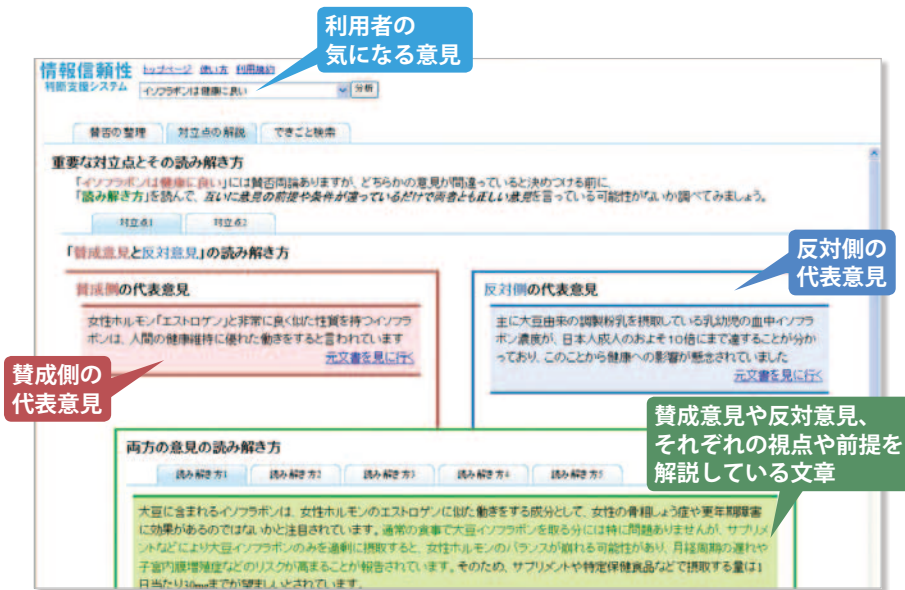 利用者の
気になる意見
情報信頼性
判断支援システム
トップページ 使い方 利用規約
イソフラボンは健康に良い 分析
賛否の整理 対立点の解説 できごと検索
重要な対立点とその読み解き方
「イソフラボンは健康に良い」には賛否両論ありますが、どちらかの意見が間違っていると決めつける前に
「読み解き方」を読んで、互いに意見の前提や条件が違っているだけで両者とも正しい意見を言っている可能性がないか調べてみましょう。
対立点1 対立点2
「賛成意見と反対意見」の読み解き方
反対側の
代表意見
賛成側の代表意見
反対側の代表意見
女性ホルモン「エストロゲン」と非常に良く似た性質を持つイソフラ
ボンは、人間の健康維持に優れた働きをすると言われています
元文書を見に行く
主に大豆由来の調製粉乳を摂取している乳幼児の血中イソフラ
ボン濃度が、日本人成人のおよそ10倍にまで達することが分か
っており、このことから健康への影響が懸念されていました
元文書を見に行く
賛成側の
代表意見
賛成意見や反対意見、
それぞれの視点や前提を
解説している文章
両方の意見の読み解き方
読み解き方1 読み解き方2 読み解き方3 読み解き方4 読み解き方5
大豆に含まれるイソフラボンは、女性ホルモンのエストロゲンに似た働きをする成分として、女性の骨粗しょう症や更年期障害
に効果があるのではないかと注目されています。通常の食事で大豆イソフラボンを取る分には特に問題ありませんが、サプリメ
ントなどにより大豆イソフラボンのみを過剰に摂取すると、女性ホルモンのバランスが崩れる可能性があり、月経周期の遅れや
子宮内膜増殖症などのリスクが高まることが報告されています。そのため、サプリメントや特定保健食品などで摂取する量は1
日当たり30mgまでが望ましいとされています。